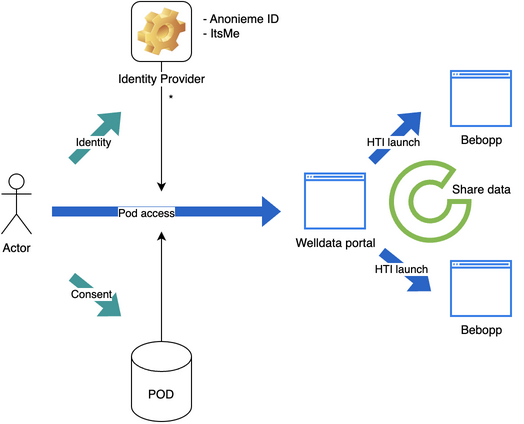 - Anonieme ID
- ItsMe
Identity Provider
*
Identity
HTI launch
Bebopp
Share data
Pod access
Actor
Welldata portal
HTI launch
Consent
Bebopp
POD